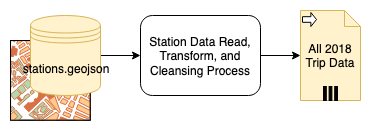 stations.geojson
Station Data Read,
Transform, and
Cleansing Process
All 2018
Trip Data